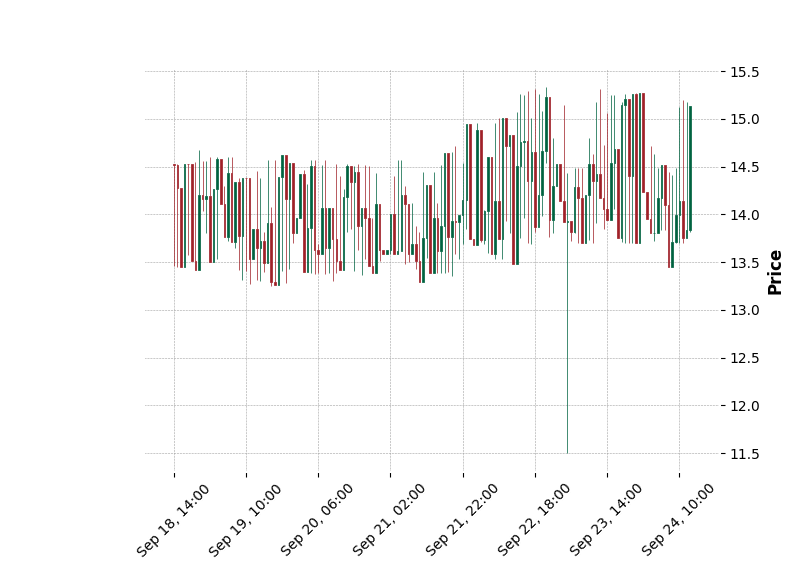 15.5
15.0
14.5
14.0
13.5
13.0
12.5
12.0
11.5
Price
Sep 18, 14:00
Sep 19, 10:00
Sep 20, 06:00
Sep 21, 02:00
Sep 21, 22:00
Sep 22, 18:00
Sep 23, 14:00
Sep 24, 10:00